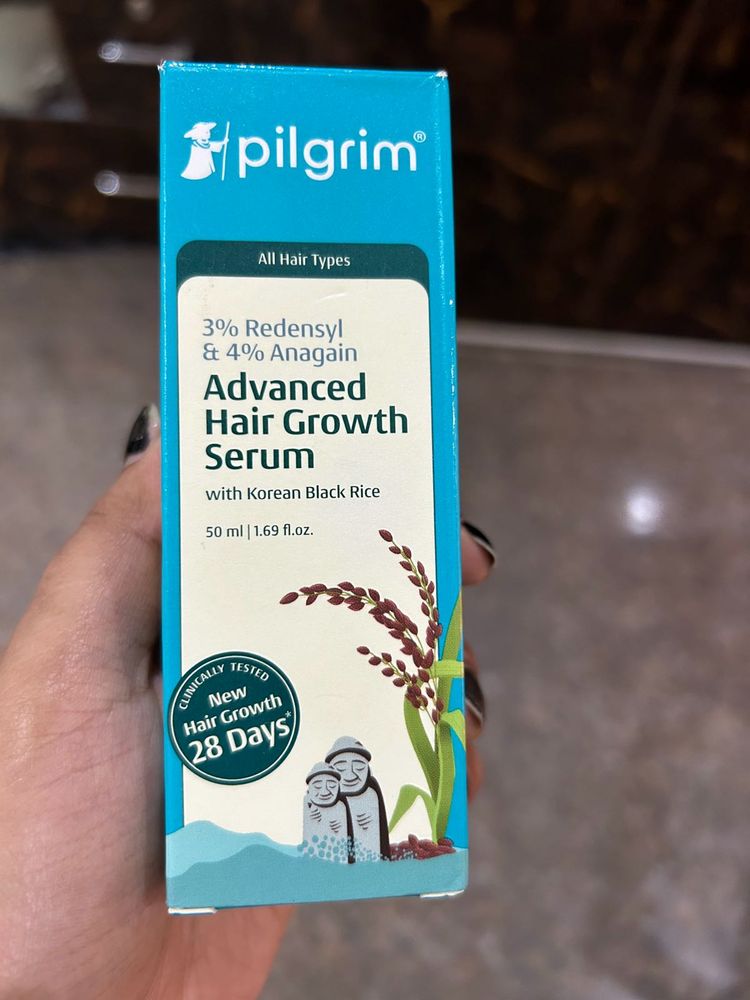 pilgrim®
All Hair Types
3% Redensyl
& 4% Anagain
Advanced
Hair Growth
Serum
with Korean Black Rice
50 ml | 1.69 fl.oz.
CLINICALLY TESTED
New
Hair Growth
28 Days*